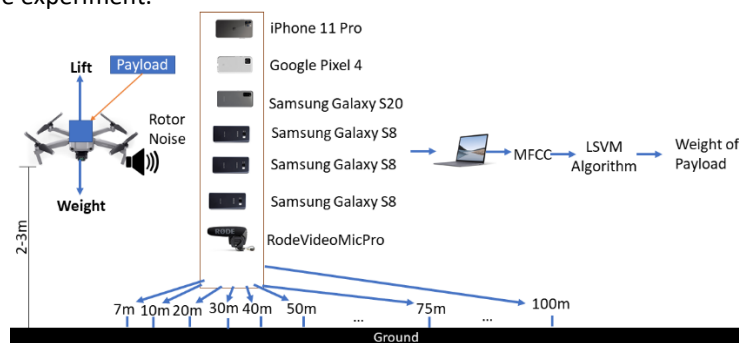 e experiment.
iPhone 11 Pro
Google Pixel 4
Samsung Galaxy S20
Samsung Galaxy S8
Samsung Galaxy S8
Samsung Galaxy S8
RodeVideoMicPro
RODE
Lift
Payload
Rotor
Noise
Weight
2-3m
MFCC
LSVM
Algorithm
Weight of
Payload
7m 10m 20m 30m 40m 50m ... 75m ... 100m
Ground